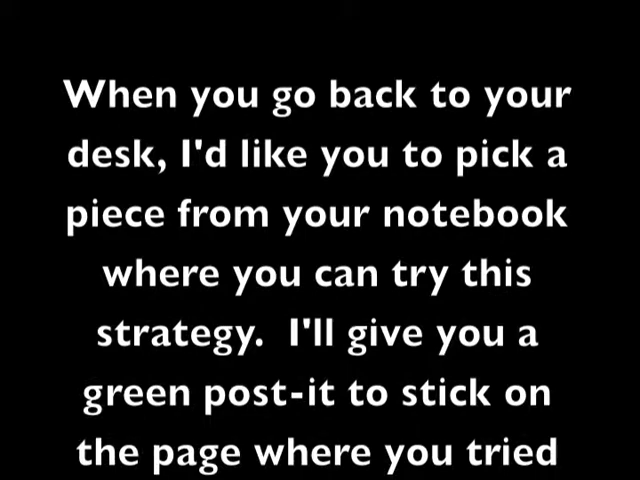 When you go back to your
desk, I'd like you to pick a
piece from your notebook
where you can try this
strategy.  I'll give you a
green post-it to stick on
the page where you tried